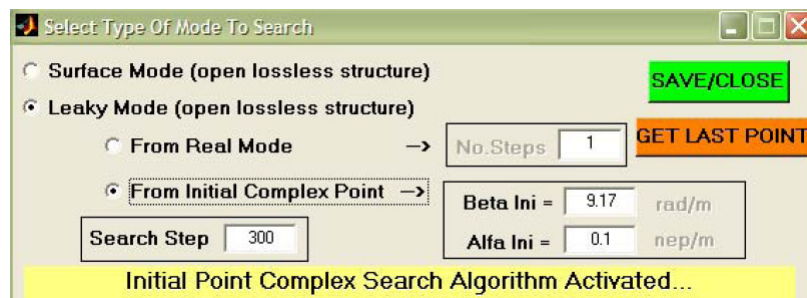 Select Type Of Mode To Search
Surface Mode (open lossless structure)
SAVE/CLOSE
Leaky Mode (open lossless structure)
From Real Mode -->
No.Steps 1
GET LAST POINT
From Initial Complex Point -->
Beta Ini = 9.17 rad/m
Search Step 300
Alfa Ini = 0.1 nep/m
Initial Point Complex Search Algorithm Activated...